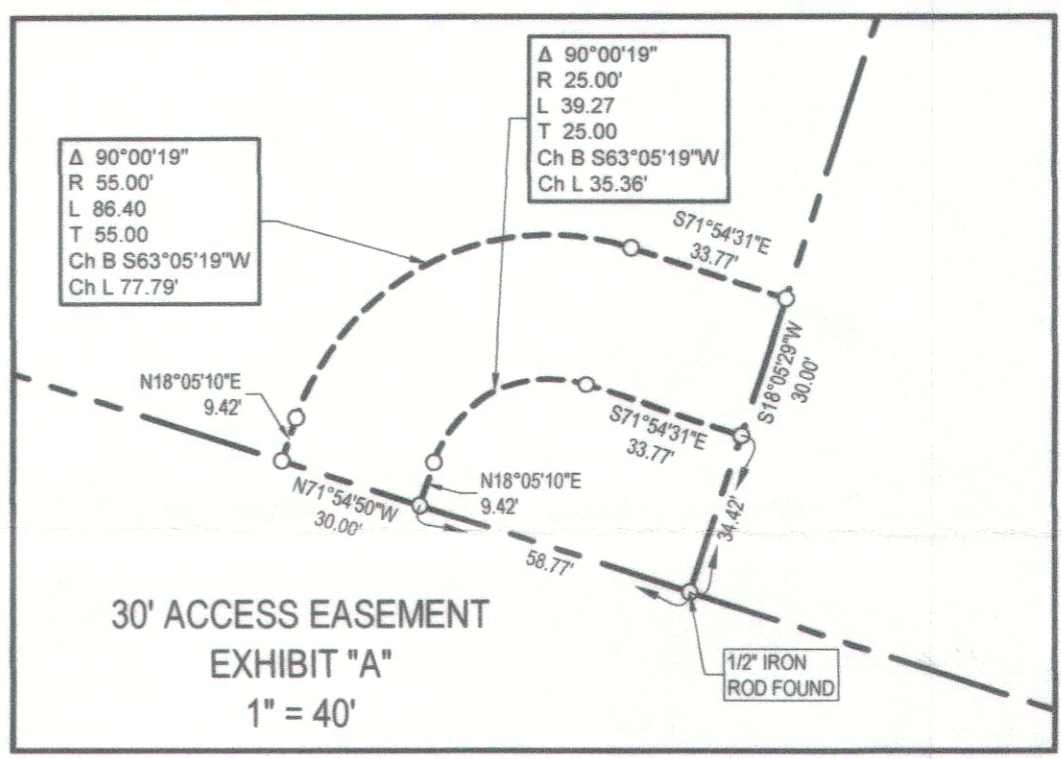 Δ 90°00'19"
R 25.00'
L 39.27
T 25.00
Ch B S63°05'19"W
Ch L 35.36'
Δ 90°00'19"
R 55.00'
L 86.40
T 55.00
Ch B S63°05'19"W
Ch L 77.79'
S71°54'31"E
33.77'
S18°05'29"W
30.00'
N18°05'10"E
9.42'
S71°54'31"E
33.77'
N18°05'10"E
9.42'
N71°54'50"W
30.00'
34.42'
58.77'
30' ACCESS EASEMENT
EXHIBIT "A"
1" = 40'
1/2" IRON
ROD FOUND